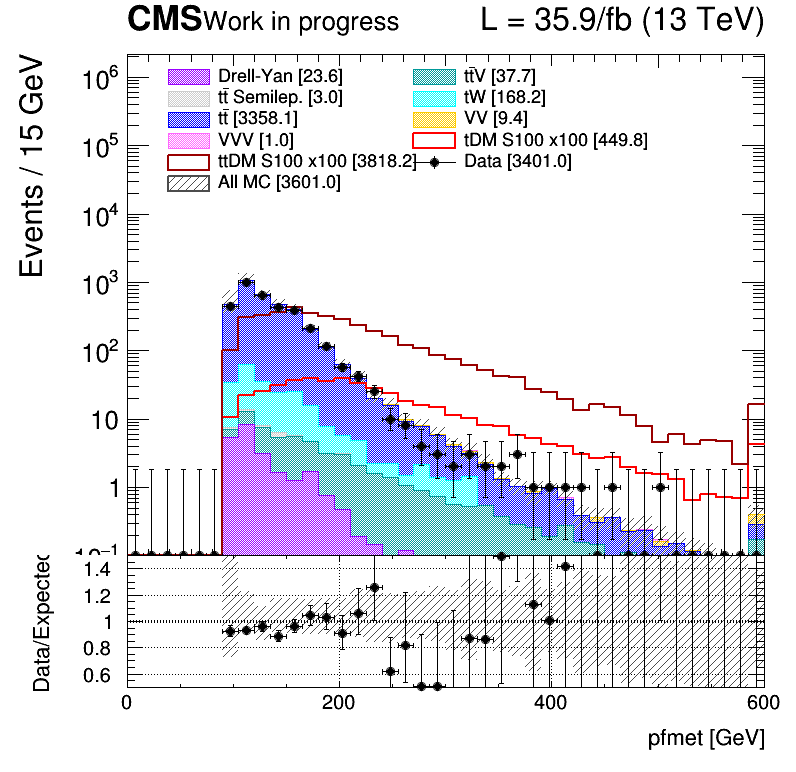 CMS Work in progress L = 35.9/fb (13 TeV)
Events / 15 GeV
Drell-Yan [23.6] tt̄V [37.7]
tt̄ Semilep. [3.0] tW [168.2]
tt̄ [3358.1] VV [9.4]
VVV [1.0] tDM S100 x100 [449.8]
ttDM S100 x100 [3818.2] Data [3401.0]
All MC [3601.0]
10⁶
10⁵
10⁴
10³
10²
10
1
10⁻¹
Data/Expected
1.4
1.2
1
0.8
0.6
0 200 400 600
pfmet [GeV]